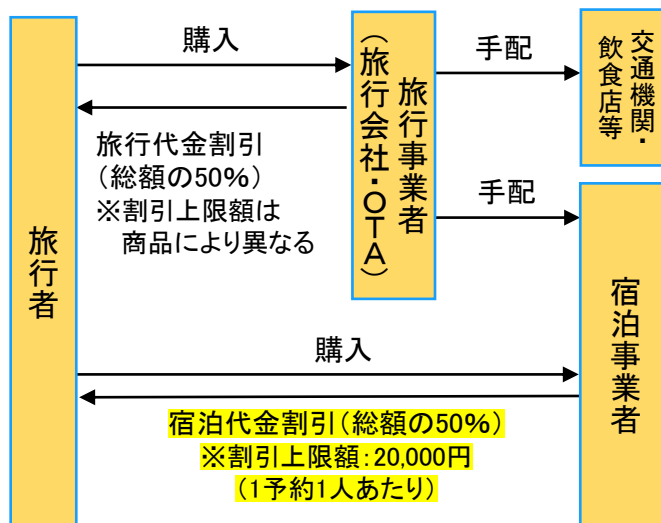 旅行者
購入
旅行代金割引
(総額の50%)
※割引上限額は
商品により異なる
旅行事業者
(旅行会社・OTA)
手配
交通機関・
飲食店等
手配
購入
宿泊代金割引(総額の50%)
※割引上限額:20,000円
(1予約1人あたり)
宿泊事業者